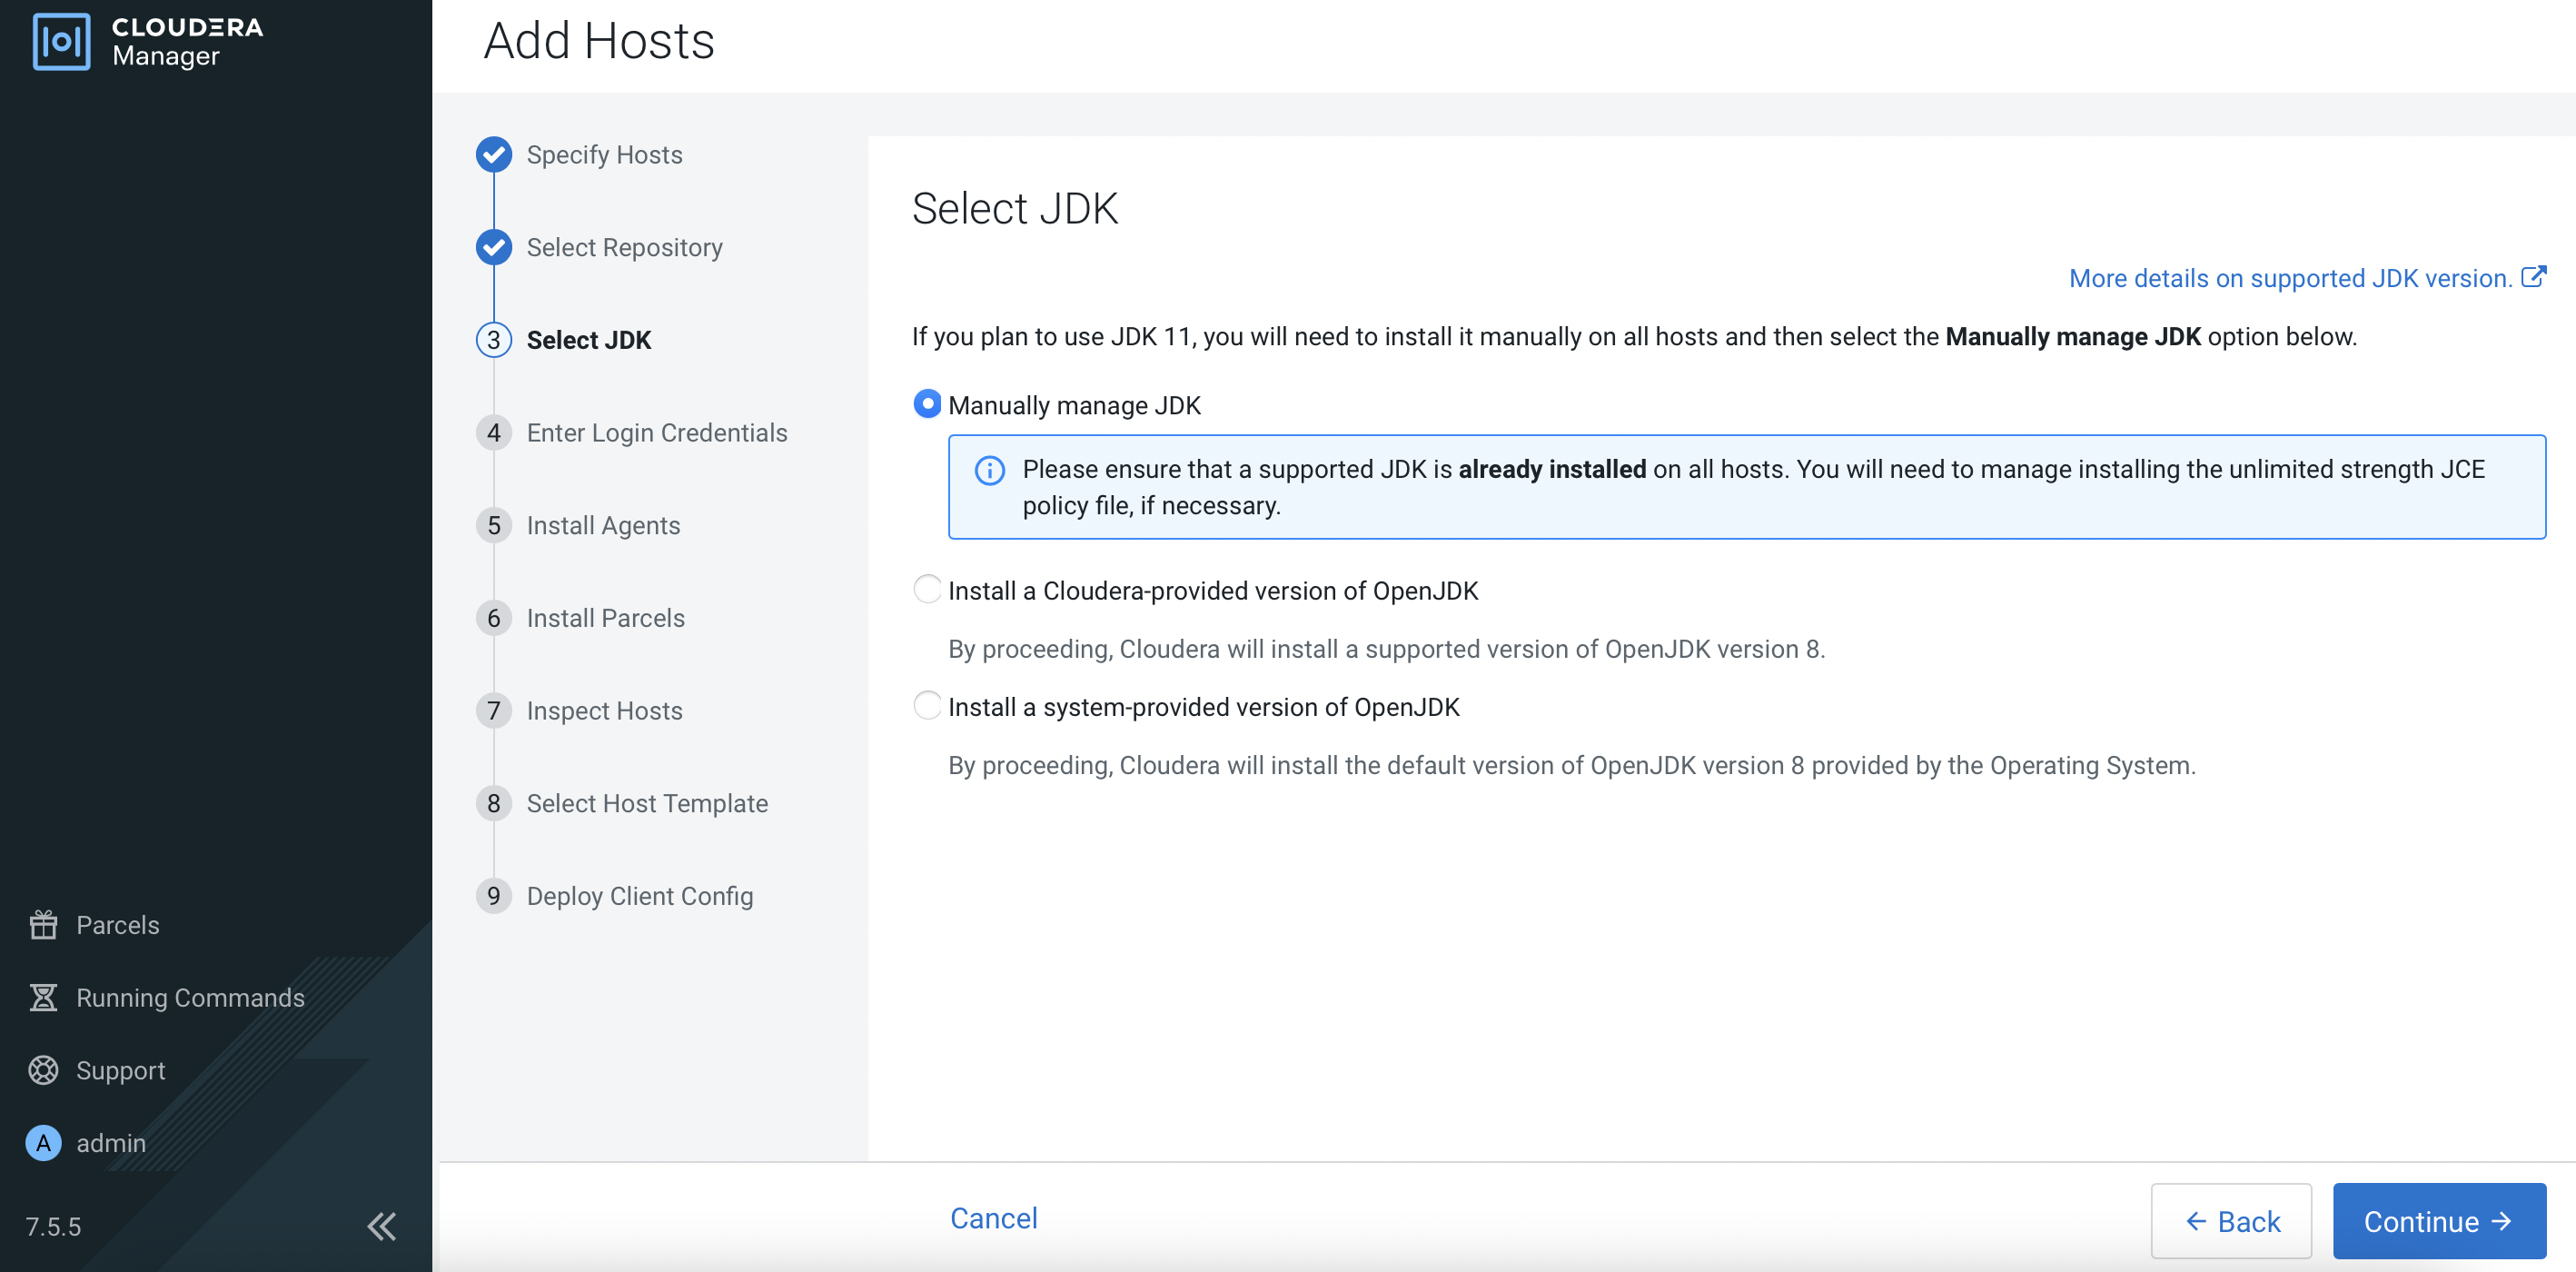 CLOUDERA
Manager
Add Hosts
Specify Hosts
Select Repository
3 Select JDK
4 Enter Login Credentials
5 Install Agents
6 Install Parcels
7 Inspect Hosts
8 Select Host Template
9 Deploy Client Config
Select JDK
More details on supported JDK version.
If you plan to use JDK 11, you will need to install it manually on all hosts and then select the Manually manage JDK option below.
Manually manage JDK
Please ensure that a supported JDK is already installed on all hosts. You will need to manage installing the unlimited strength JCE
policy file, if necessary.
Install a Cloudera-provided version of OpenJDK
By proceeding, Cloudera will install a supported version of OpenJDK version 8.
Install a system-provided version of OpenJDK
By proceeding, Cloudera will install the default version of OpenJDK version 8 provided by the Operating System.
Parcels
Running Commands
Support
A admin
7.5.5
Cancel
Back
Continue